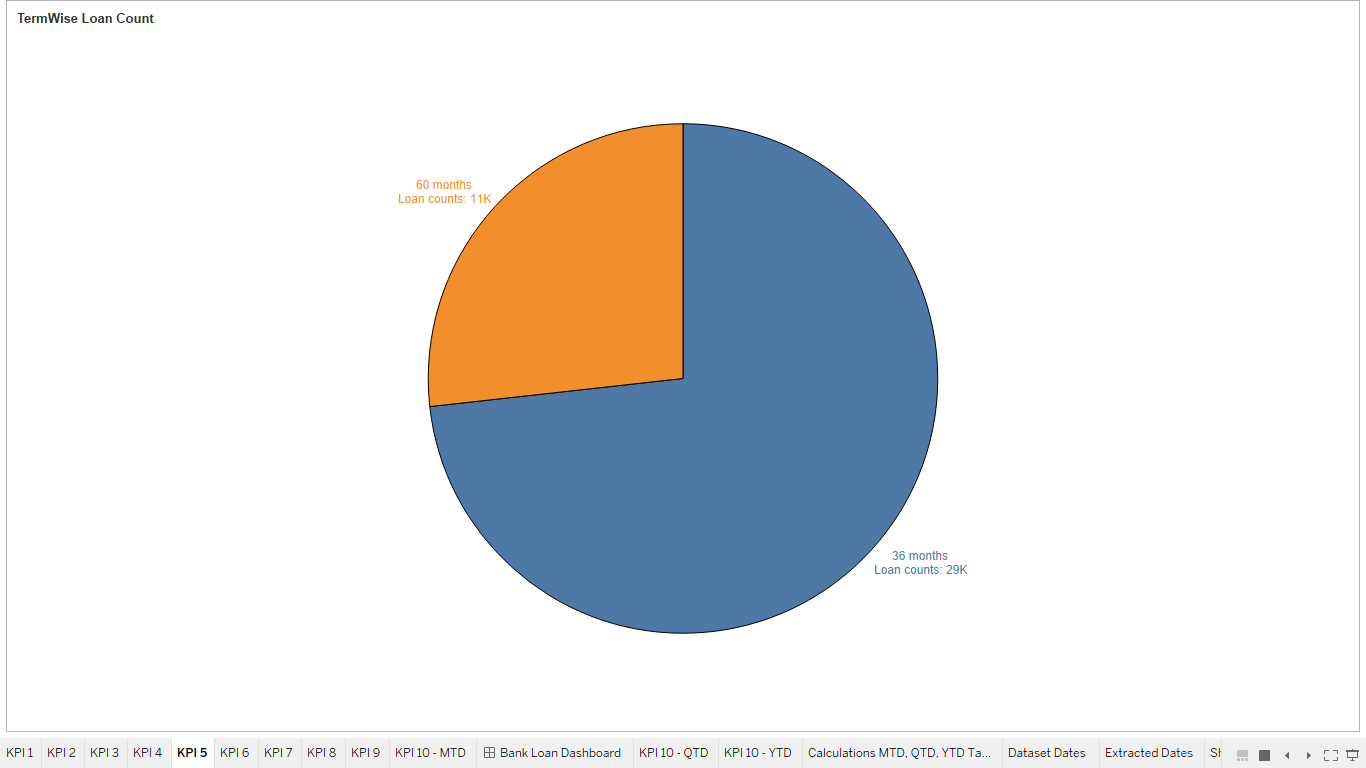 TermWise Loan Count
60 months
Loan counts: 11K
36 months
Loan counts: 29K
KPI 1 KPI 2 KPI 3 KPI 4 KPI 5 KPI 6 KPI 7 KPI 8 KPI 9 KPI 10 - MTD Bank Loan Dashboard KPI 10 - QTD KPI 10 - YTD Calculations MTD, QTD, YTD Ta... Dataset Dates Extracted Dates